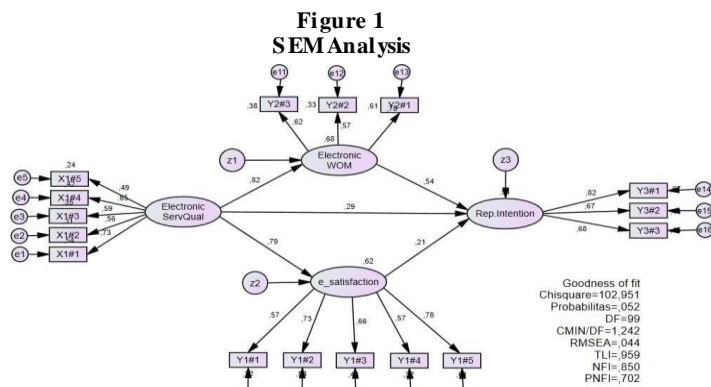 Figure 1
SEM Analysis
e11
e12
e13
,38
Y2#3
,33
Y2#2
,61
Y2#1
,62
,57
,68
z1
Electronic
WOM
z3
,24
e5
X1#5
,49
,82
,54
e4
X1#4
,65
e3
X1#3
,59
Electronic
ServQual
,29
Rep.Intention
,82
Y3#1
e14
e2
X1#2
,56
,67
Y3#2
e15
e1
X1#1
,73
,68
Y3#3
e16
,79
,21
,62
z2
e_satisfaction
,57
,73
,66
,57
,78
Y1#1
Y1#2
Y1#3
Y1#4
Y1#5
Goodness of fit
Chisquare=102,951
Probabilitas=,052
DF=99
CMIN/DF=1,242
RMSEA=,044
TLI=,959
NFI=,850
PNFI=,702